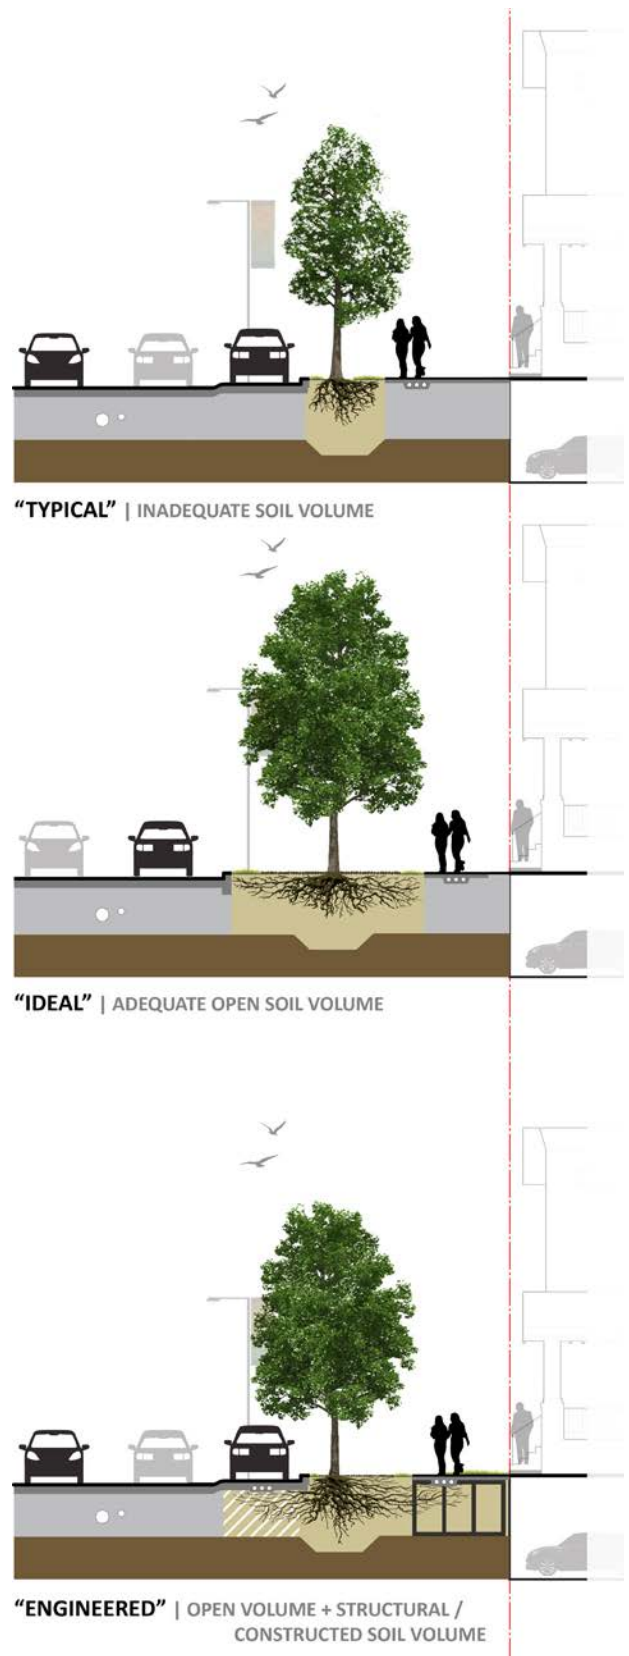 “TYPICAL” | INADEQUATE SOIL VOLUME
“IDEAL” | ADEQUATE OPEN SOIL VOLUME
“ENGINEERED” | OPEN VOLUME + STRUCTURAL /
CONSTRUCTED SOIL VOLUME